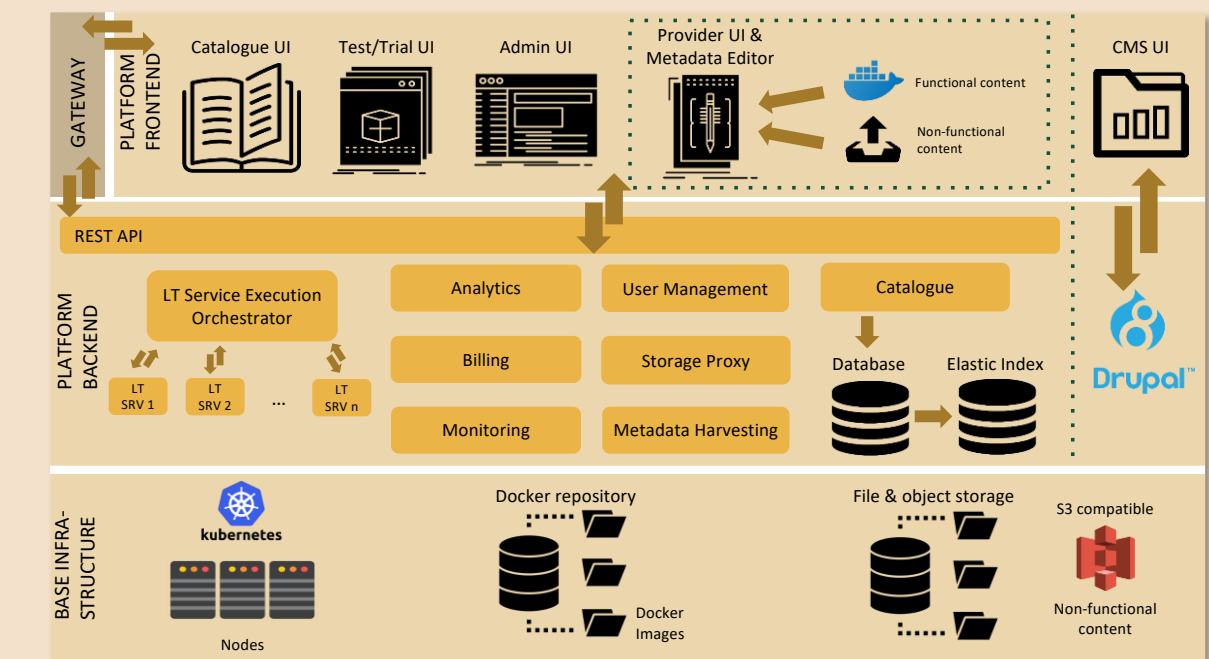 GATEWAY
PLATFORM
FRONTEND
Catalogue UI
Test/Trial UI
Admin UI
Provider UI &
Metadata Editor
Functional content
Non-functional
content
CMS UI
REST API
PLATFORM
BACKEND
LT Service Execution
Orchestrator
LT
SRV 1
LT
SRV 2
...
LT
SRV n
Analytics
User Management
Catalogue
Billing
Storage Proxy
Database
Elastic Index
Monitoring
Metadata Harvesting
Drupal™
BASE INFRA-
STRUCTURE
kubernetes
Nodes
Docker repository
Docker
Images
File & object storage
S3 compatible
Non-functional
content